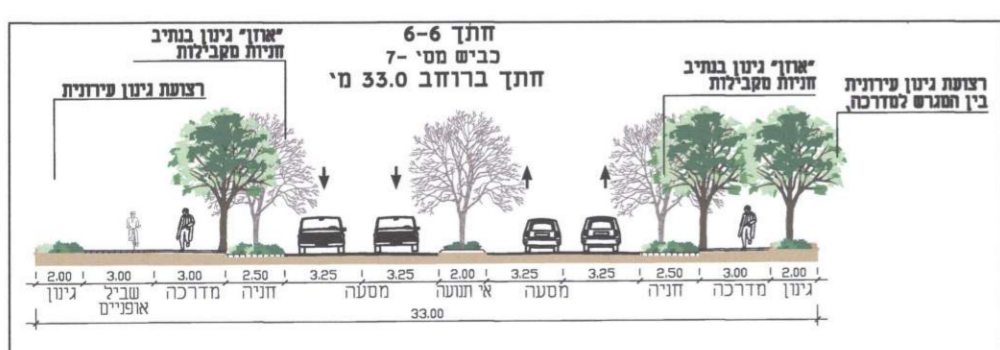 חתך 6-6
כביש מסי 7-
חתך ברוחב 33.0 מ'
"אוזן" גינון בנתיב
חניות מקבילות
רצועת גינון עירונית
"אוזן" גינון בנתיב
חניות מקבילות
רצועת גינון עירונית
בין המגרש למדרכה,
2.00 3.00 3.00 2.50 3.25 3.25 2.00 3.25 3.25 2.50 3.00 2.00
גינון מדרכה חניה מסעה אי תנועה מסעה חניה מדרכה שביל אופניים גינון
33.00